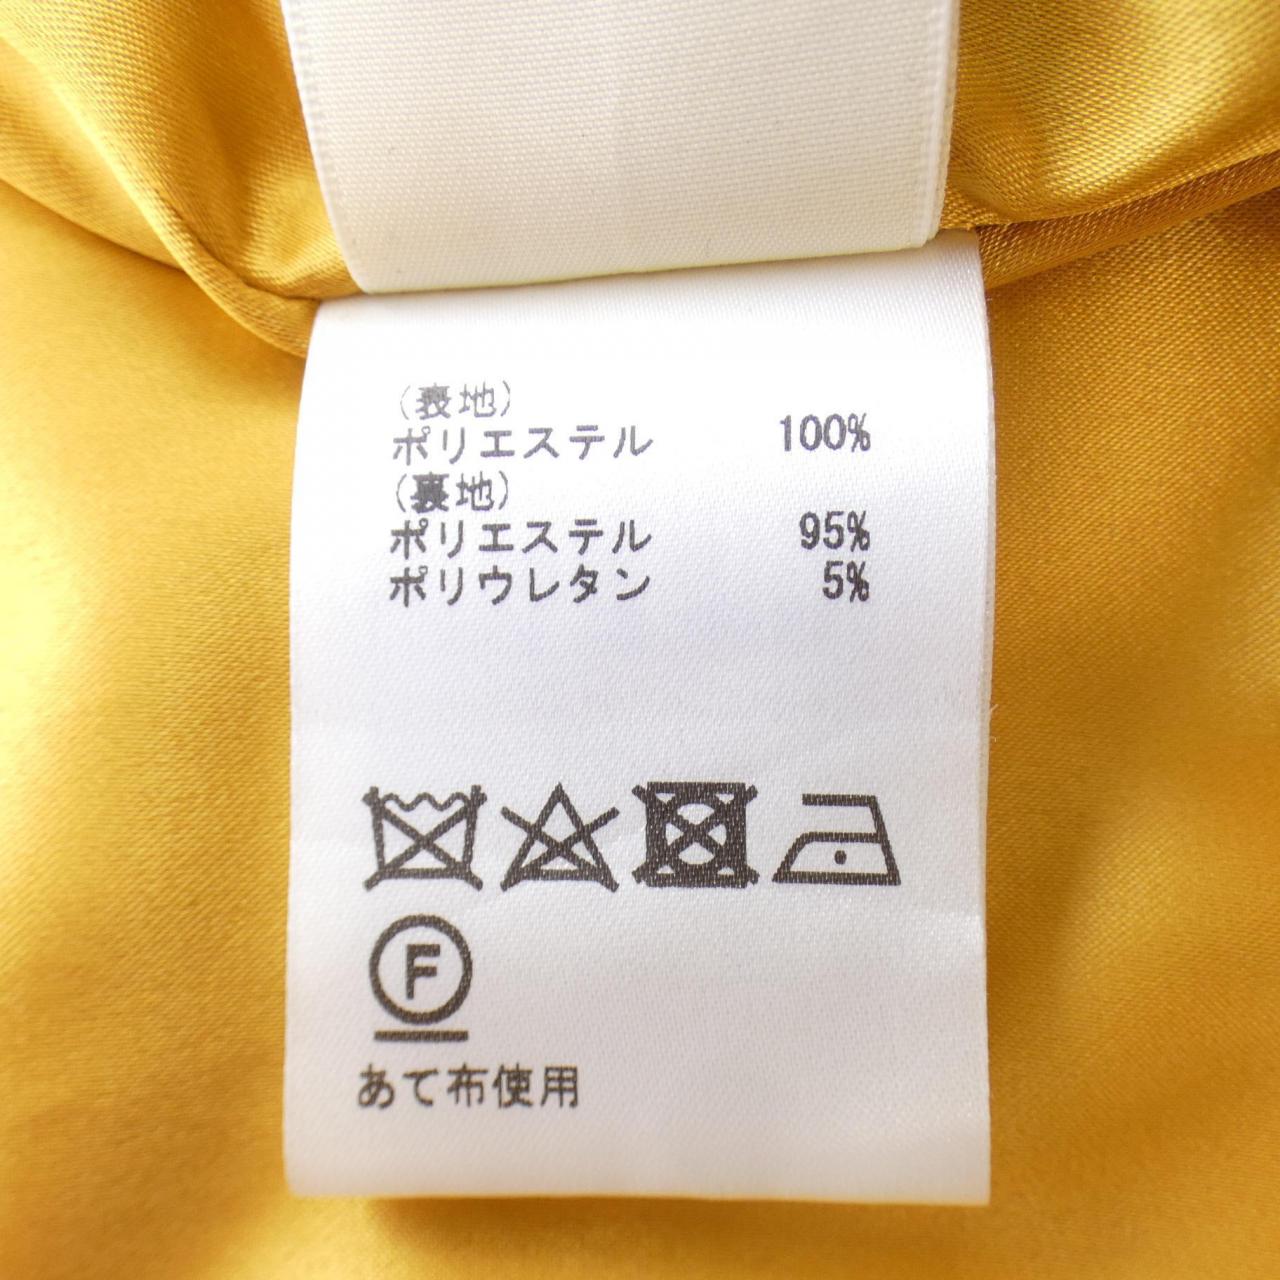 (表地)
ポリエステル 100%
(裏地)
ポリエステル 95%
ポリウレタン 5%
F
あて布使用